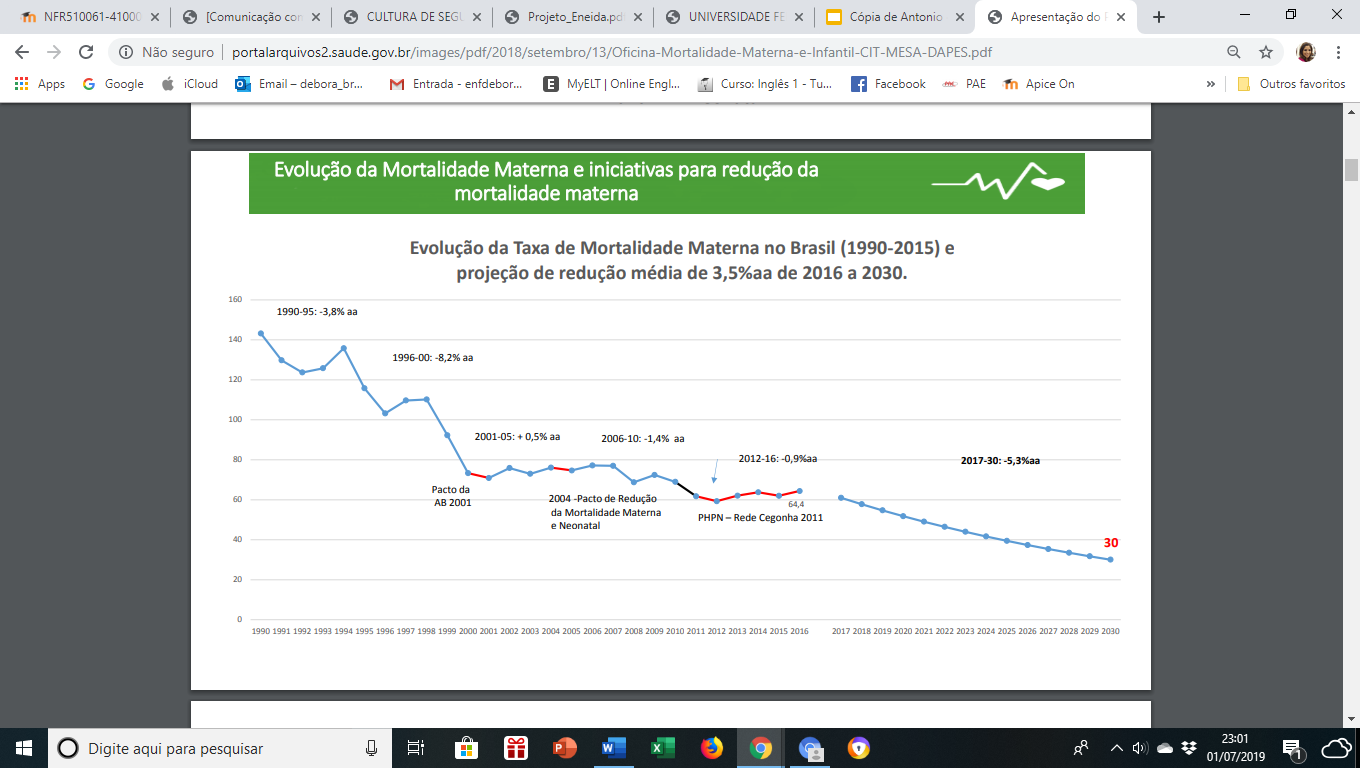 NFR510061-41000
[Comunicação con
CULTURA DE SEGU
Projeto_Eneida.pdf
UNIVERSIDADE FE
Cópia de Antonio
Apresentação do
Não seguro | portalarquivos2.saude.gov.br/images/pdf/2018/setembro/13/Oficina-Mortalidade-Materna-e-Infantil-CIT-MESA-DAPES.pdf
Apps Google iCloud Email – debora_br... Entrada - enfdebor... MyELT | Online Engl... Curso: Inglês 1 - Tu... Facebook PAE Apice On » Outros favoritos
Evolução da Mortalidade Materna e iniciativas para redução da
mortalidade materna
Evolução da Taxa de Mortalidade Materna no Brasil (1990-2015) e
projeção de redução média de 3,5%aa de 2016 a 2030.
160
140
120
100
80
60
40
20
0
1990-95: -3,8% aa
1996-00: -8,2% aa
2001-05: + 0,5% aa
2006-10: -1,4% aa
2012-16: -0,9%aa
2017-30: -5,3%aa
Pacto da
AB 2001
2004 -Pacto de Redução
da Mortalidade Materna
e Neonatal
64,4
PHPN – Rede Cegonha 2011
30
1990 1991 1992 1993 1994 1995 1996 1997 1998 1999 2000 2001 2002 2003 2004 2005 2006 2007 2008 2009 2010 2011 2012 2013 2014 2015 2016 2017 2018 2019 2020 2021 2022 2023 2024 2025 2026 2027 2028 2029 2030
Digite aqui para pesquisar
23:01
01/07/2019
1